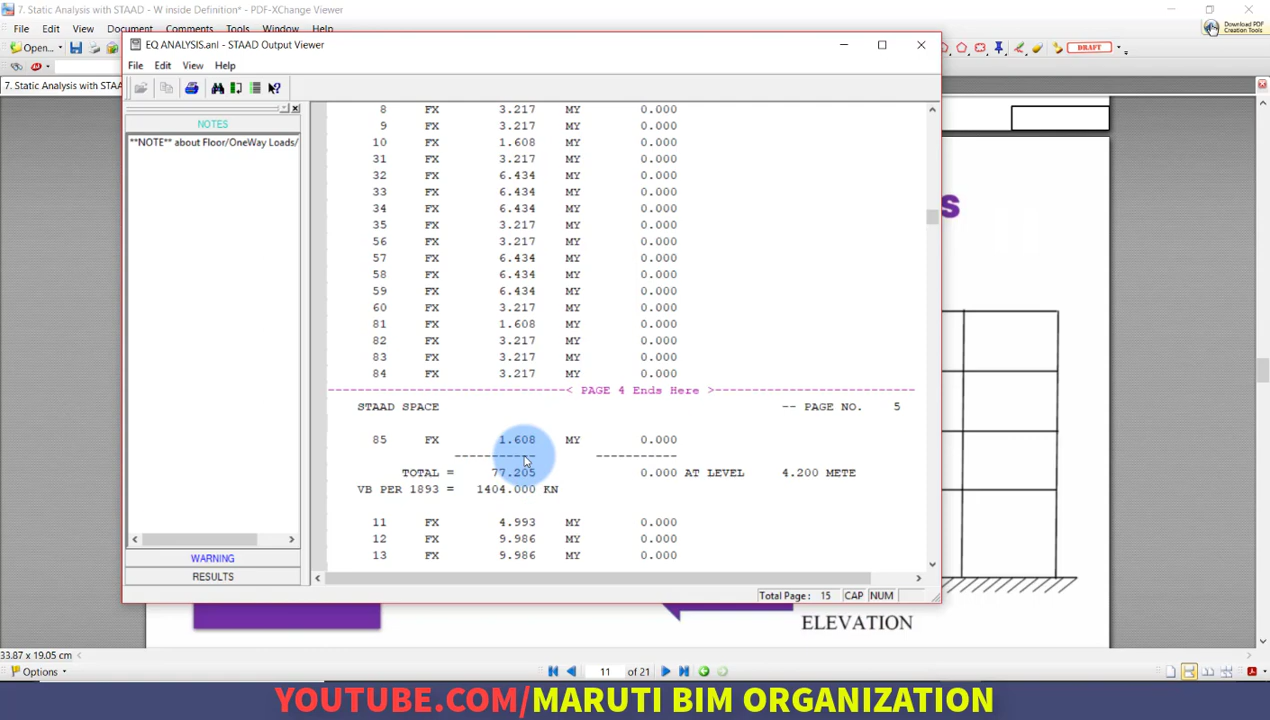 7. Static Analysis with STAAD - W inside Definition* - PDF-XChange Viewer
File Edit View Document Comments Tools Window Help
Download PDF
Creation Tools
Open...
DRAFT
7. Static Analysis with STAAD
EQ ANALYSIS.anl - STAAD Output Viewer
File Edit View Help
NOTES
**NOTE** about Floor/OneWay Loads/
WARNING
RESULTS
8 FX 3.217 MY 0.000
9 FX 3.217 MY 0.000
10 FX 1.608 MY 0.000
31 FX 3.217 MY 0.000
32 FX 6.434 MY 0.000
33 FX 6.434 MY 0.000
34 FX 6.434 MY 0.000
35 FX 3.217 MY 0.000
56 FX 3.217 MY 0.000
57 FX 6.434 MY 0.000
58 FX 6.434 MY 0.000
59 FX 6.434 MY 0.000
60 FX 3.217 MY 0.000
81 FX 1.608 MY 0.000
82 FX 3.217 MY 0.000
83 FX 3.217 MY 0.000
84 FX 3.217 MY 0.000
< PAGE 4 Ends Here >
STAAD SPACE -- PAGE NO. 5
85 FX 1.608 MY 0.000
TOTAL = 77.205 0.000 AT LEVEL 4.200 METE
VB PER 1893 = 1404.000 KN
11 FX 4.993 MY 0.000
12 FX 9.986 MY 0.000
13 FX 9.986 MY 0.000
Total Page: 15 CAP NUM
s
ELEVATION
33.87 x 19.05 cm
Options
11 of 21
YOUTUBE.COM/MARUTI BIM ORGANIZATION